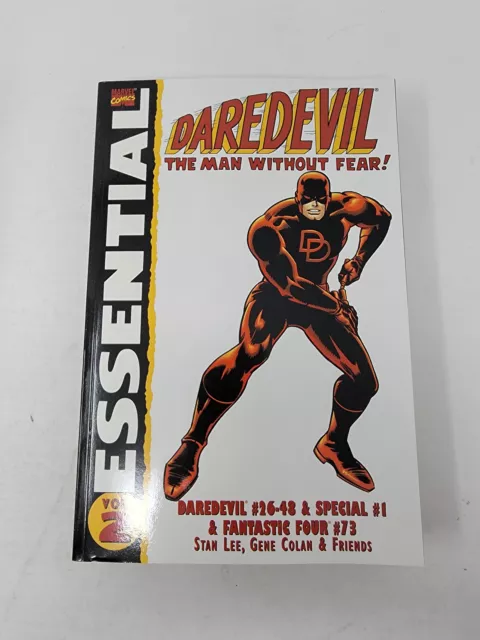 MARVEL
COMICS
ESSENTIAL
VOL. 2
DAREDEVIL®
THE MAN WITHOUT FEAR!
DD
DAREDEVIL® #26-48 & SPECIAL #1
& FANTASTIC FOUR® #73
STAN LEE, GENE COLAN & FRIENDS